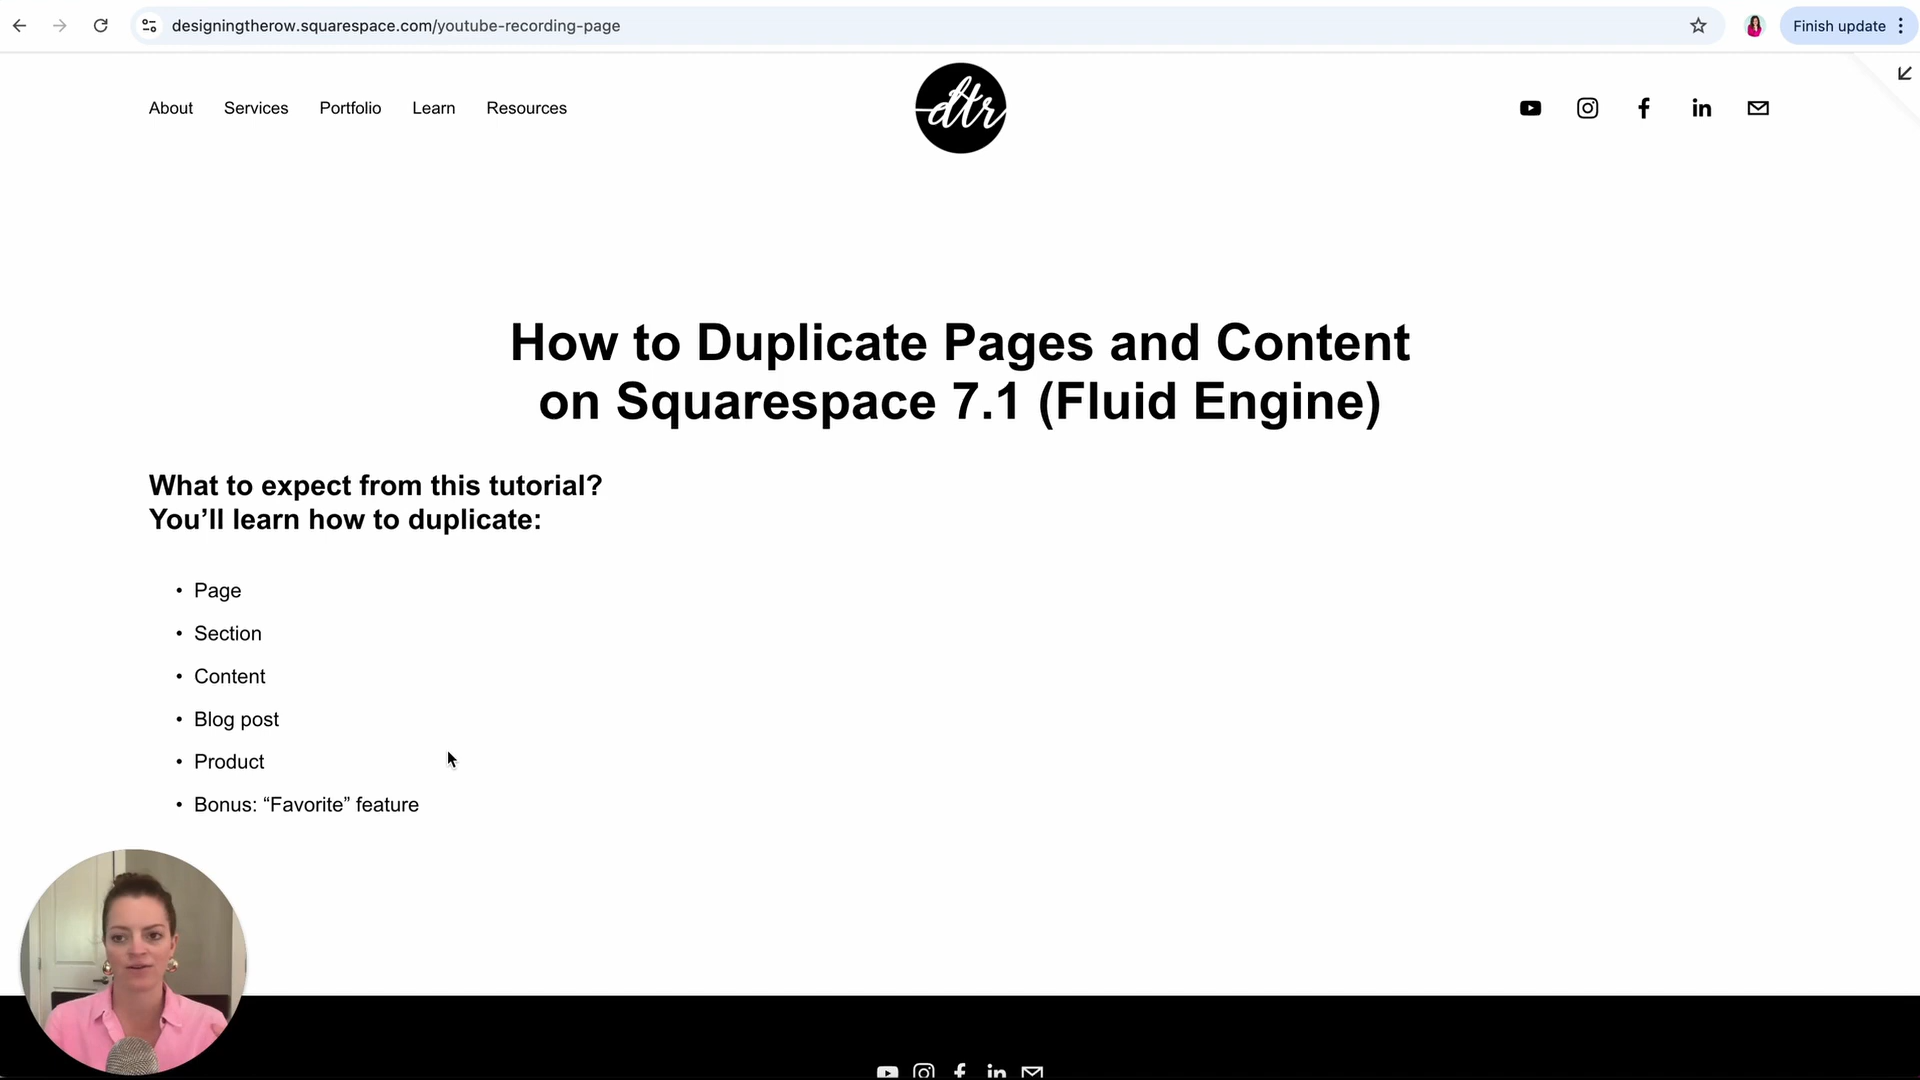 designingtherow.squarespace.com/youtube-recording-page
Finish update
About Services Portfolio Learn Resources
dtr
How to Duplicate Pages and Content
on Squarespace 7.1 (Fluid Engine)
What to expect from this tutorial?
You’ll learn how to duplicate:
• Page
• Section
• Content
• Blog post
• Product
• Bonus: “Favorite” feature